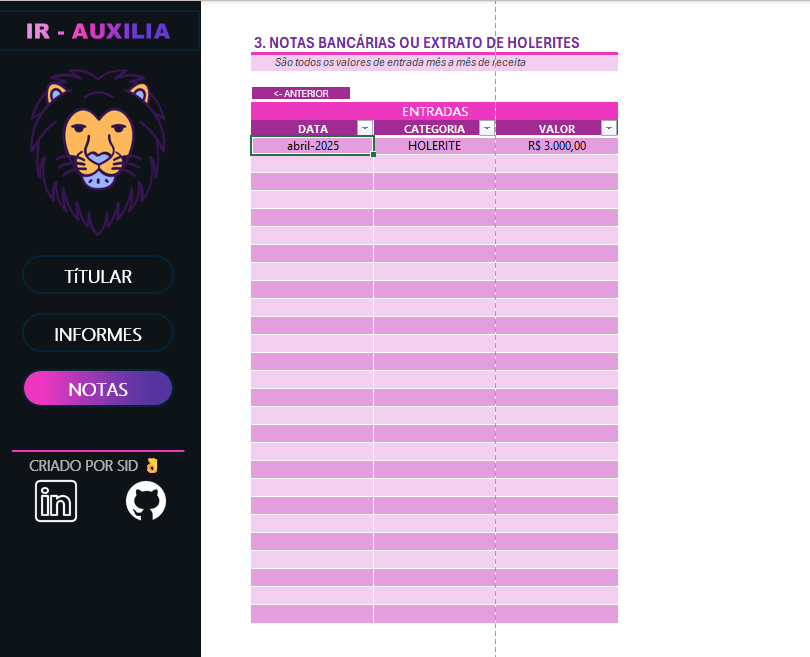 IR - AUXILIA
TÍTULAR
INFORMES
NOTAS
CRIADO POR SID
in
3. NOTAS BANCÁRIAS OU EXTRATO DE HOLERITES
São todos os valores de entrada mês a mês de receita
<- ANTERIOR
ENTRADAS
DATA CATEGORIA VALOR
abril-2025 HOLERITE R$ 3.000,00